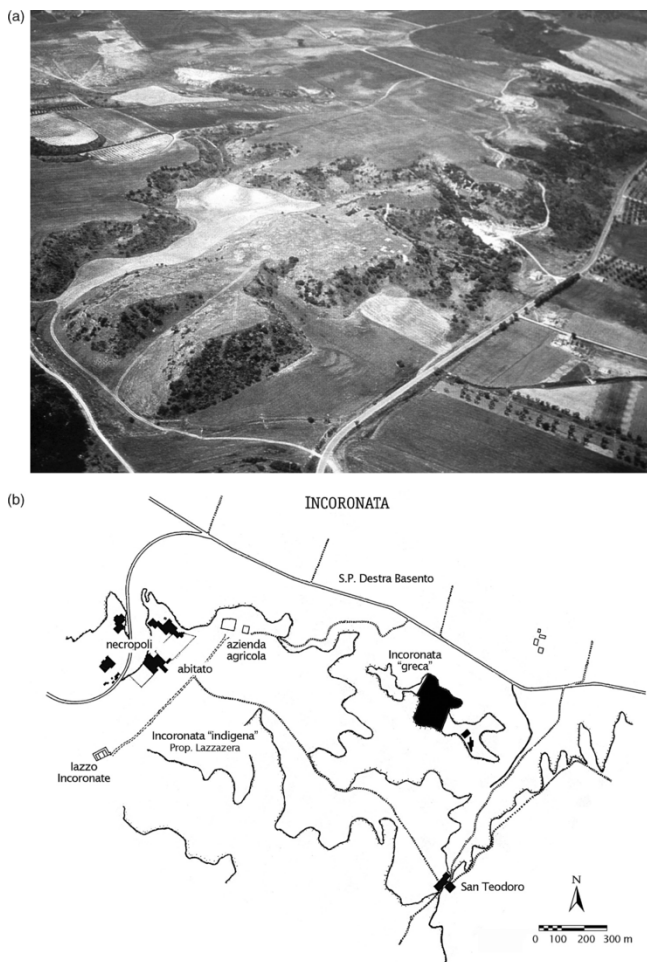 (a)
(b)
INCORONATA
S.P. Destra Basento
necropoli
azienda
agricola
Incoronata
"greca"
abitato
Incoronata "indigena"
Prop. Lazzazera
Iazzo
Incoronate
San Teodoro
N
0 100 200 300 m